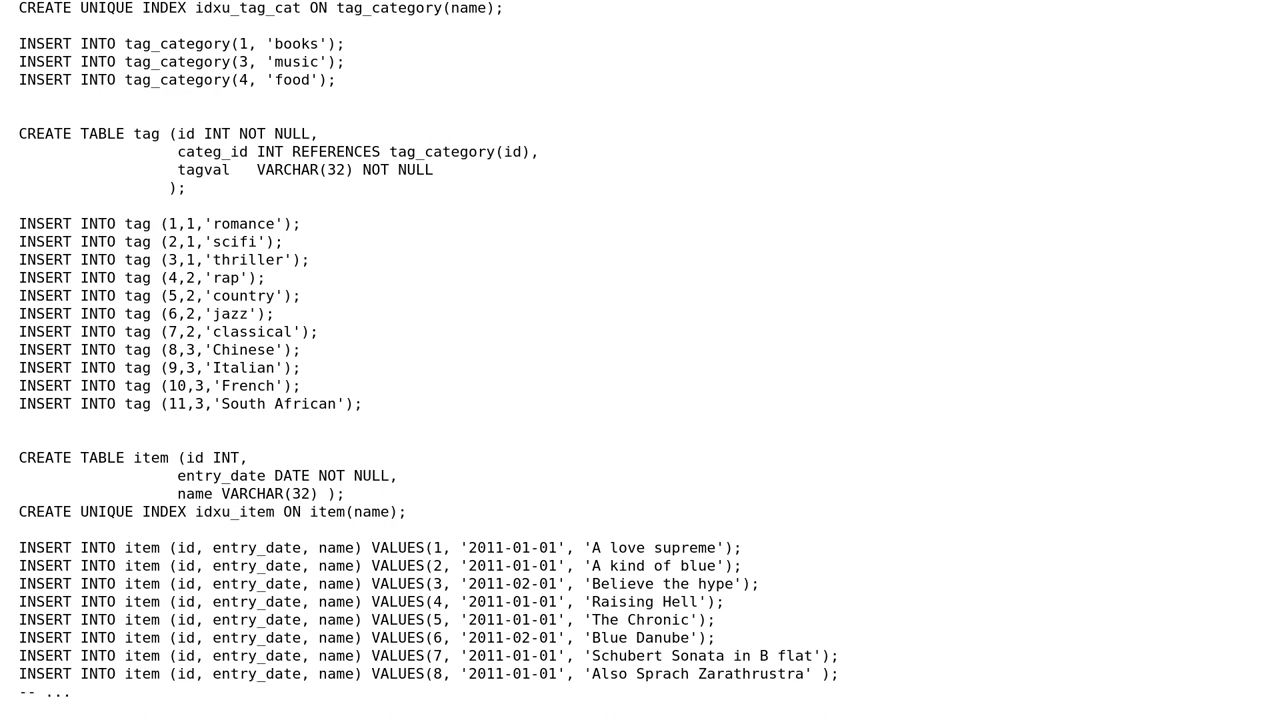 CREATE UNIQUE INDEX idxu_tag_cat ON tag_category(name);

INSERT INTO tag_category(1, 'books');
INSERT INTO tag_category(3, 'music');
INSERT INTO tag_category(4, 'food');


CREATE TABLE tag (id INT NOT NULL,
                  categ_id INT REFERENCES tag_category(id),
                  tagval   VARCHAR(32) NOT NULL
                 );

INSERT INTO tag (1,1,'romance');
INSERT INTO tag (2,1,'scifi');
INSERT INTO tag (3,1,'thriller');
INSERT INTO tag (4,2,'rap');
INSERT INTO tag (5,2,'country');
INSERT INTO tag (6,2,'jazz');
INSERT INTO tag (7,2,'classical');
INSERT INTO tag (8,3,'Chinese');
INSERT INTO tag (9,3,'Italian');
INSERT INTO tag (10,3,'French');
INSERT INTO tag (11,3,'South African');


CREATE TABLE item (id INT,
                  entry_date DATE NOT NULL,
                  name VARCHAR(32) );
CREATE UNIQUE INDEX idxu_item ON item(name);

INSERT INTO item (id, entry_date, name) VALUES(1, '2011-01-01', 'A love supreme');
INSERT INTO item (id, entry_date, name) VALUES(2, '2011-01-01', 'A kind of blue');
INSERT INTO item (id, entry_date, name) VALUES(3, '2011-02-01', 'Believe the hype');
INSERT INTO item (id, entry_date, name) VALUES(4, '2011-01-01', 'Raising Hell');
INSERT INTO item (id, entry_date, name) VALUES(5, '2011-01-01', 'The Chronic');
INSERT INTO item (id, entry_date, name) VALUES(6, '2011-02-01', 'Blue Danube');
INSERT INTO item (id, entry_date, name) VALUES(7, '2011-01-01', 'Schubert Sonata in B flat');
INSERT INTO item (id, entry_date, name) VALUES(8, '2011-01-01', 'Also Sprach Zarathrustra' );
-- ...